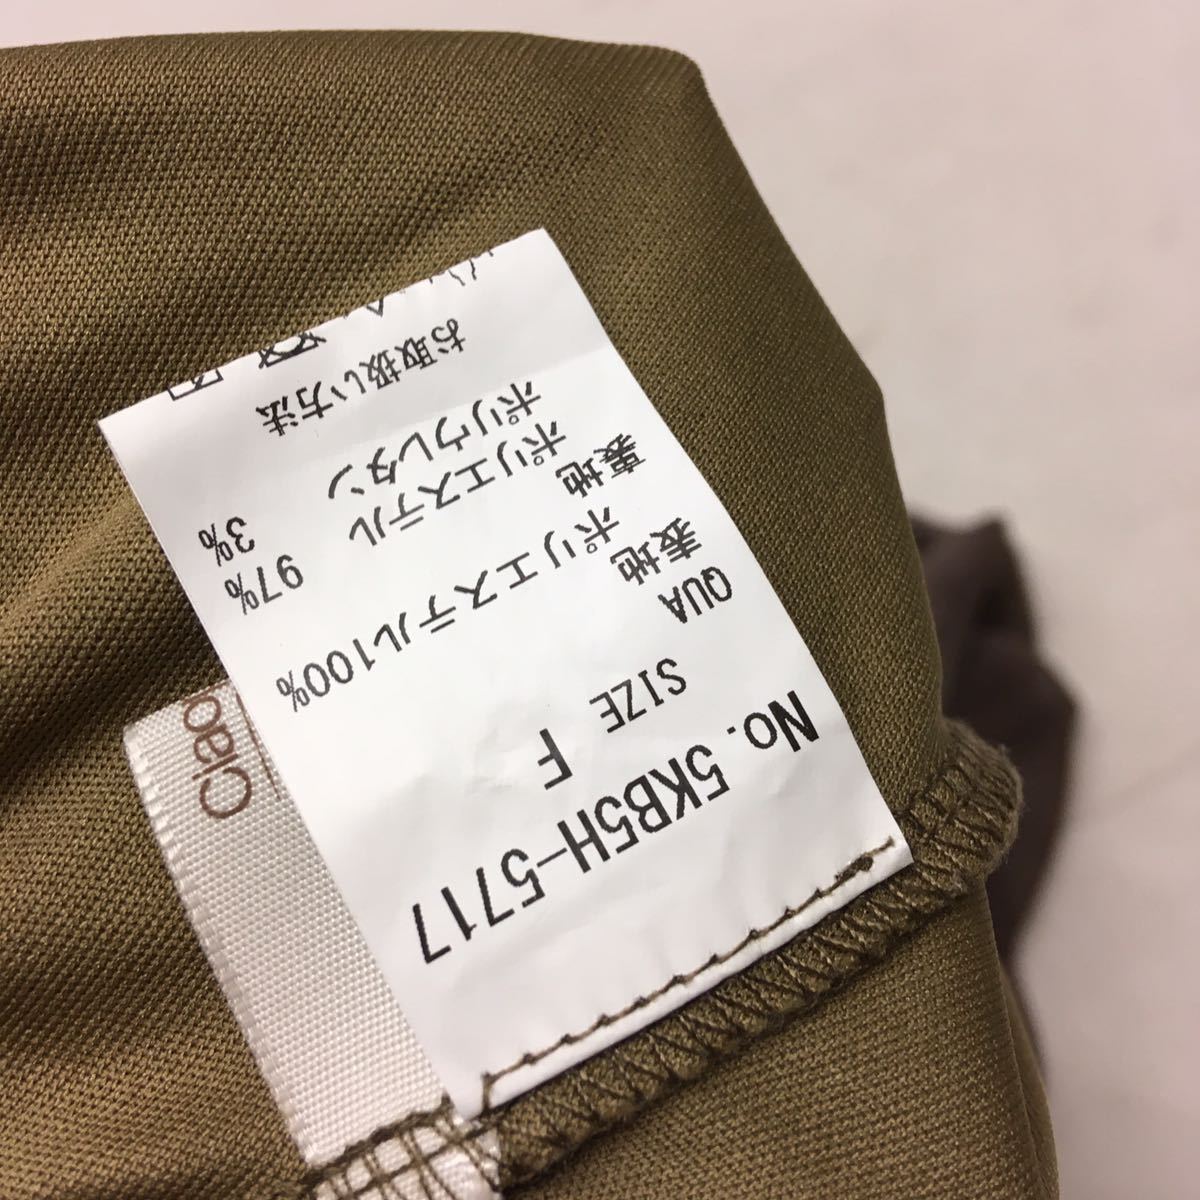 No. 5KB5H-5717
SIZE F
QUA
表地
ポリエステル100%
表地
ポリエステル 97%
ポリウレタン 3%
お取扱い方法
Ciao